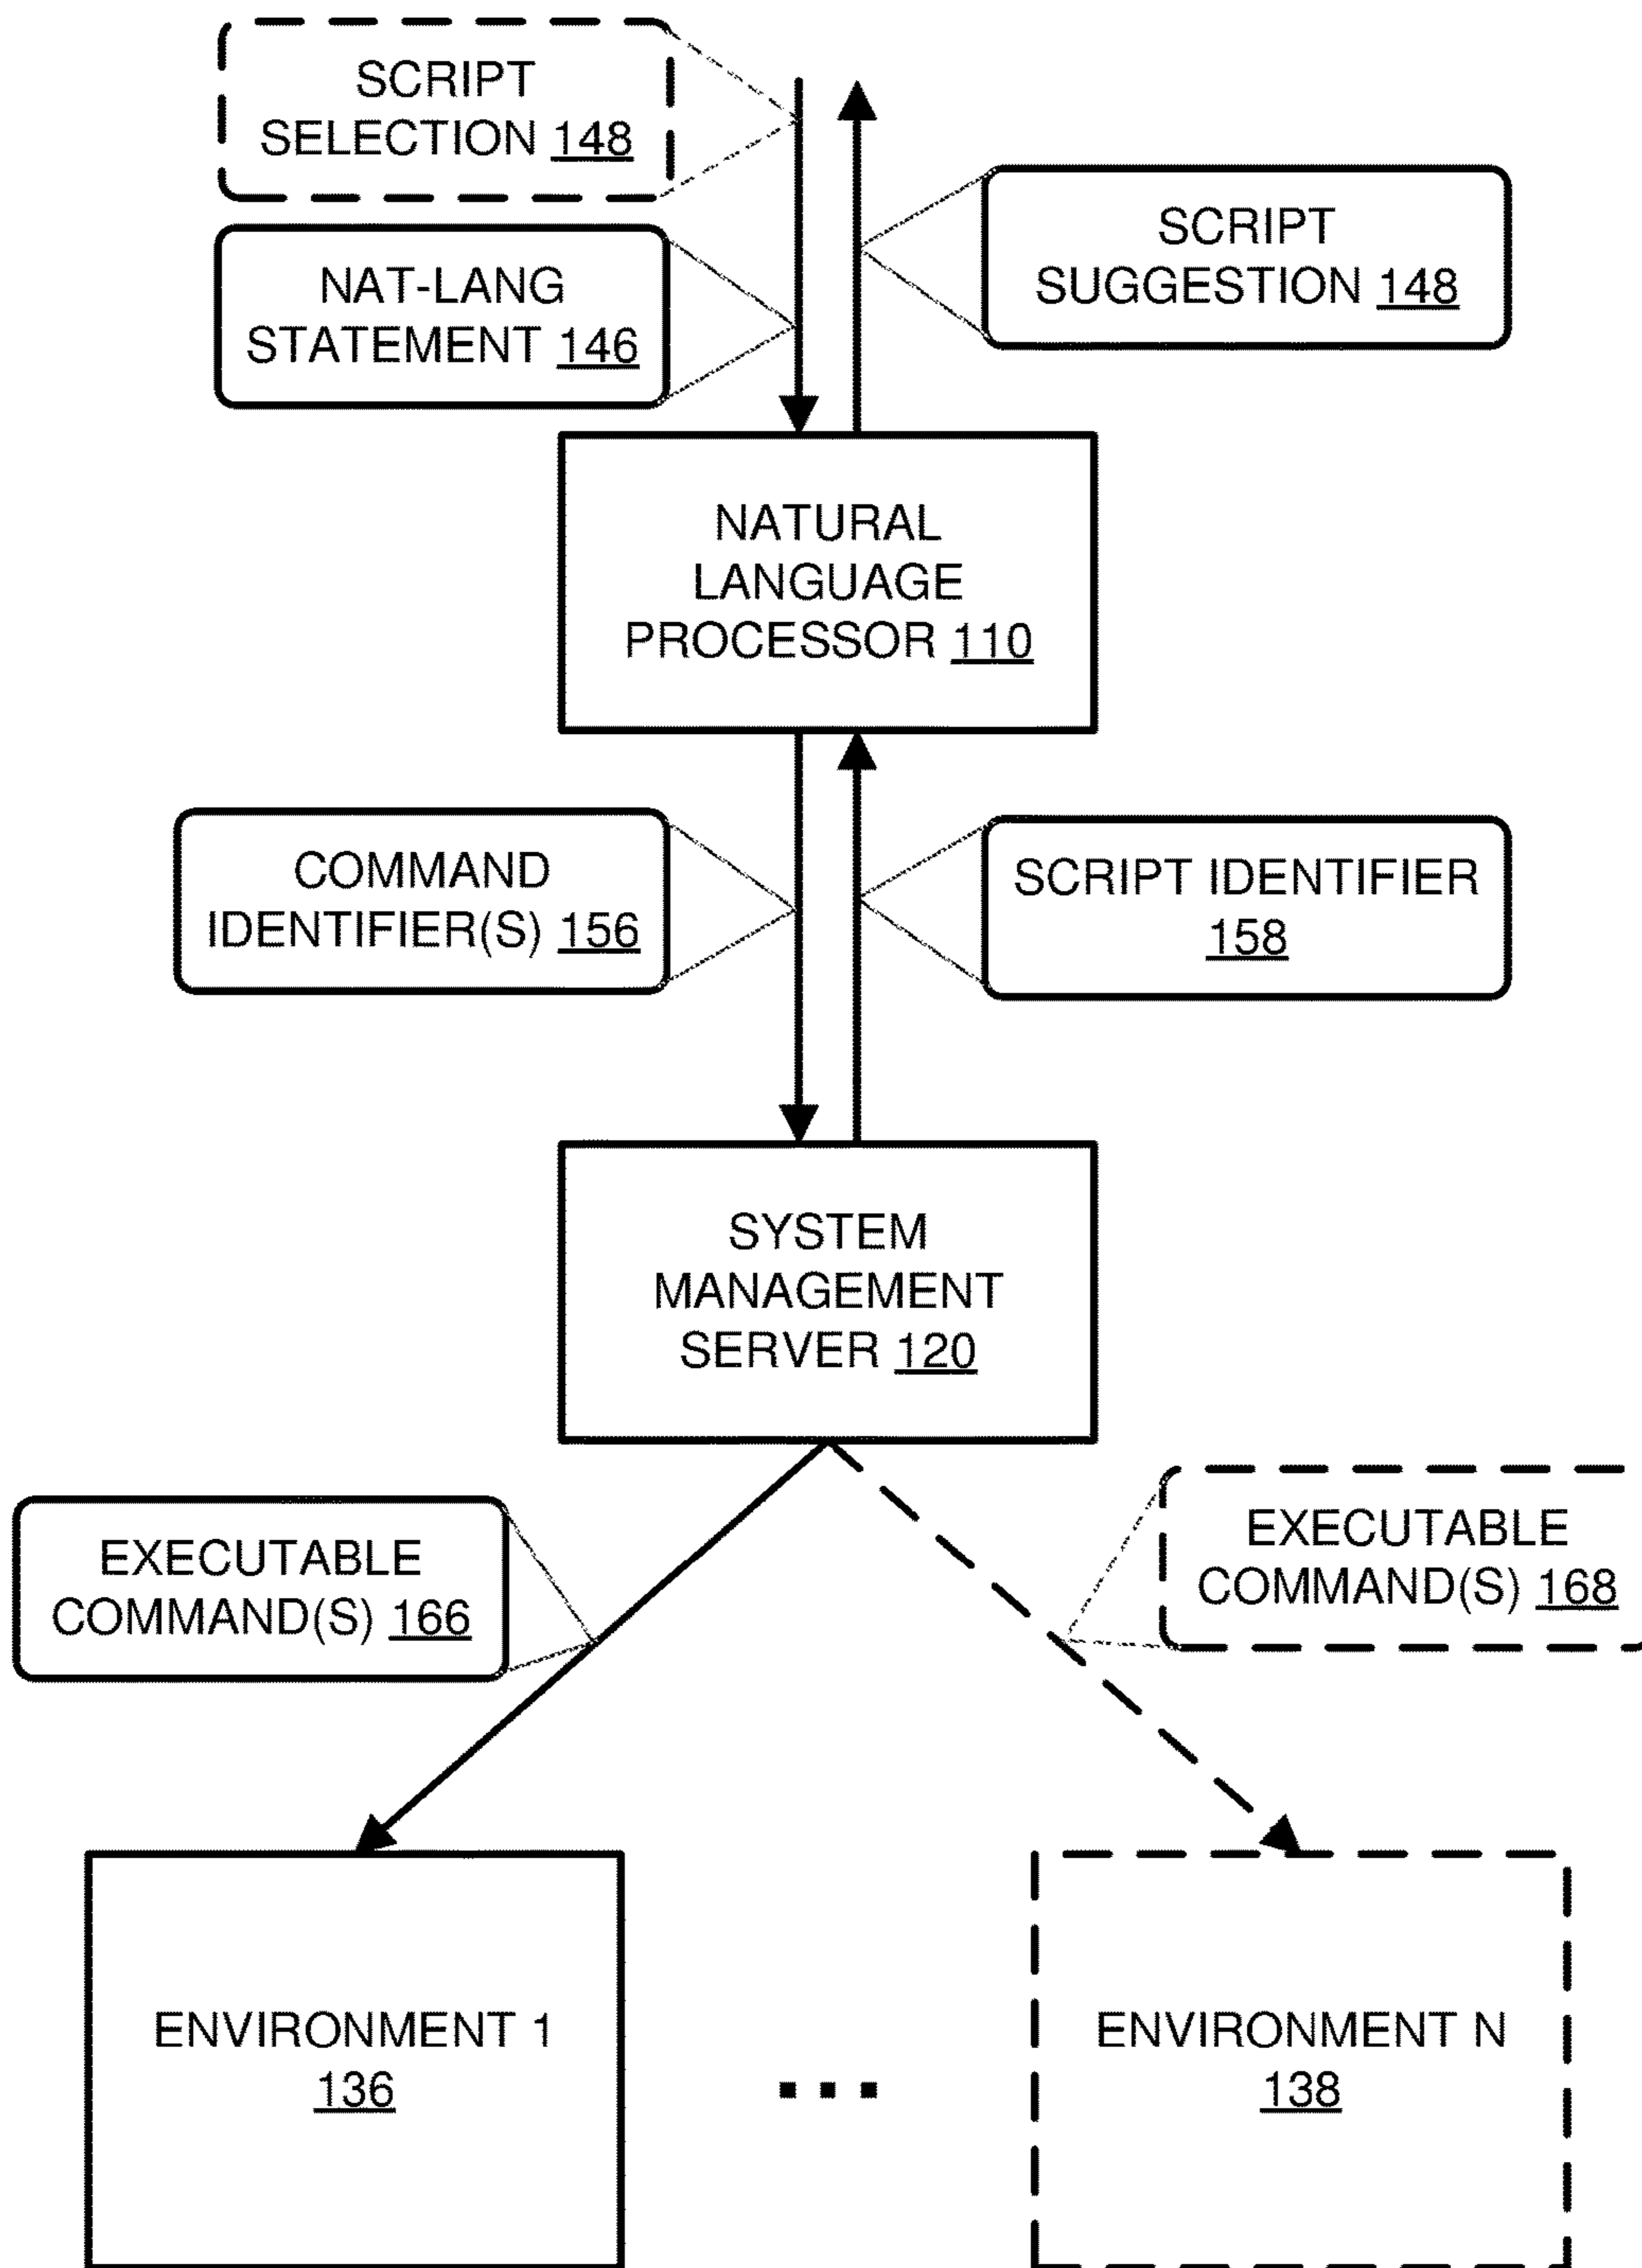 SCRIPT
SELECTION 148
NAT-LANG
STATEMENT 146
SCRIPT
SUGGESTION 148
NATURAL
LANGUAGE
PROCESSOR 110
COMMAND
IDENTIFIER(S) 156
SCRIPT IDENTIFIER
158
SYSTEM
MANAGEMENT
SERVER 120
EXECUTABLE
COMMAND(S) 166
EXECUTABLE
COMMAND(S) 168
ENVIRONMENT 1
136
...
ENVIRONMENT N
138